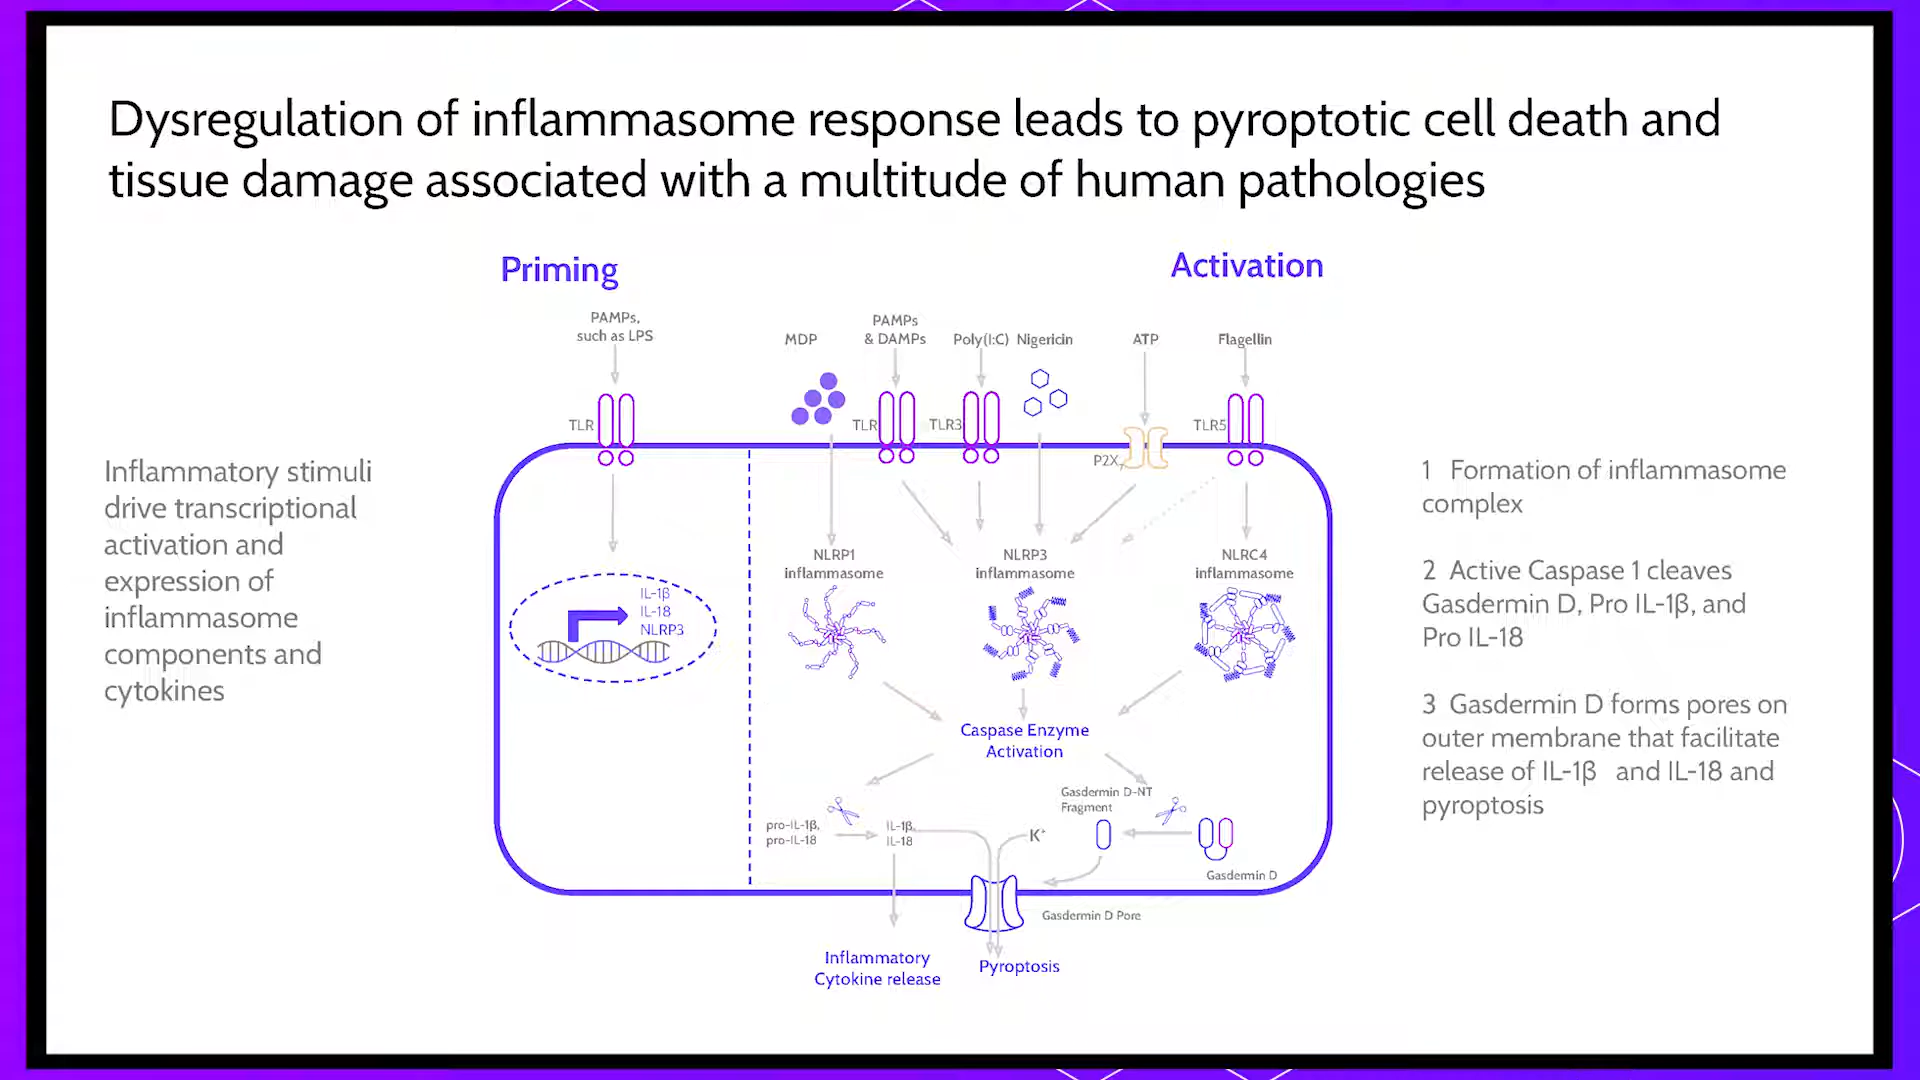 Dysregulation of inflammasome response leads to pyroptotic cell death and
tissue damage associated with a multitude of human pathologies
Priming
Activation
PAMPs,
such as LPS
MDP
PAMPs
& DAMPs
Poly(I:C)
Nigericin
ATP
Flagellin
TLR
TLR
TLR3
P2X7
TLR5
Inflammatory stimuli
drive transcriptional
activation and
expression of
inflammasome
components and
cytokines
IL-1β
IL-18
NLRP3
NLRP1
inflammasome
NLRP3
inflammasome
NLRC4
inflammasome
Caspase Enzyme
Activation
pro-IL-1β,
pro-IL-18
IL-1β,
IL-18
K+
Gasdermin D-NT
Fragment
Gasdermin D
Gasdermin D Pore
Inflammatory
Cytokine release
Pyroptosis
1 Formation of inflammasome
complex
2 Active Caspase 1 cleaves
Gasdermin D, Pro IL-1β, and
Pro IL-18
3 Gasdermin D forms pores on
outer membrane that facilitate
release of IL-1β and IL-18 and
pyroptosis